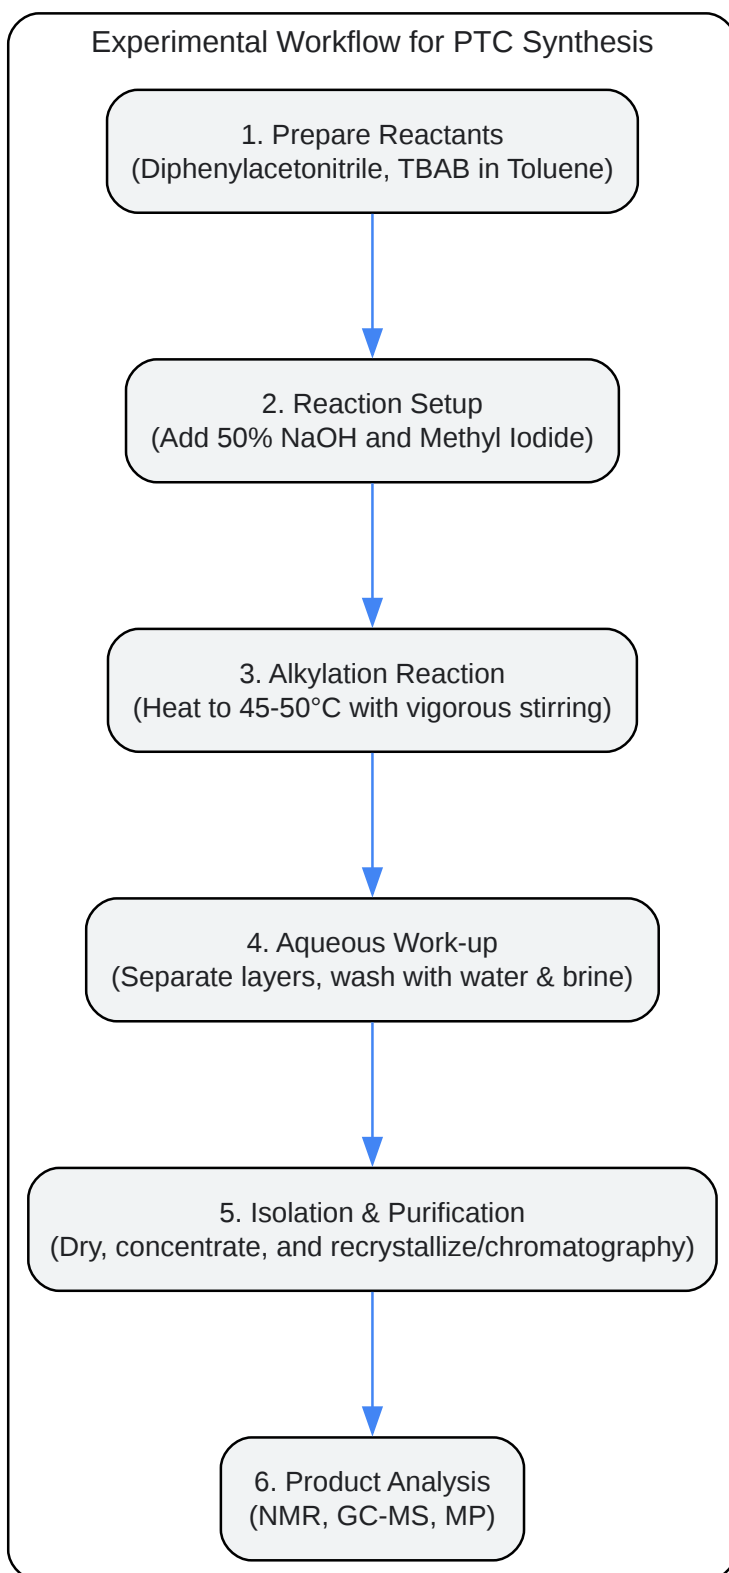 Experimental Workflow for PTC Synthesis
1. Prepare Reactants
(Diphenylacetonitrile, TBAB in Toluene)
2. Reaction Setup
(Add 50% NaOH and Methyl Iodide)
3. Alkylation Reaction
(Heat to 45-50°C with vigorous stirring)
4. Aqueous Work-up
(Separate layers, wash with water & brine)
5. Isolation & Purification
(Dry, concentrate, and recrystallize/chromatography)
6. Product Analysis
(NMR, GC-MS, MP)